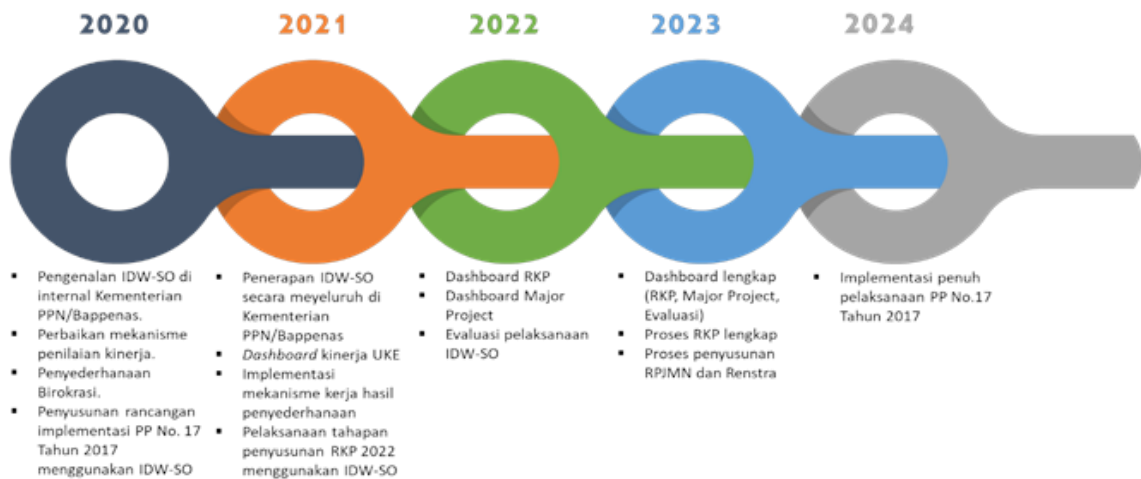 2020
2021
2022
2023
2024
▪ Pengenalan IDW-SO di
internal Kementerian
PPN/Bappenas.
▪ Perbaikan mekanisme
penilaian kinerja.
▪ Penyederhanaan
Birokrasi.
▪ Penyusunan rancangan
implementasi PP No. 17
Tahun 2017
menggunakan IDW-SO
▪ Penerapan IDW-SO
secara meyeluruh di
Kementerian
PPN/Bappenas
▪ Dashboard kinerja UKE
▪ Implementasi
mekanisme kerja hasil
penyederhanaan
▪ Pelaksanaan tahapan
penyusunan RKP 2022
menggunakan IDW-SO
▪ Dashboard RKP
▪ Dashboard Major
Project
▪ Evaluasi pelaksanaan
IDW-SO
▪ Dashboard lengkap
(RKP, Major Project,
Evaluasi)
▪ Proses RKP lengkap
▪ Proses penyusunan
RPJMN dan Renstra
▪ Implementasi penuh
pelaksanaan PP No.17
Tahun 2017